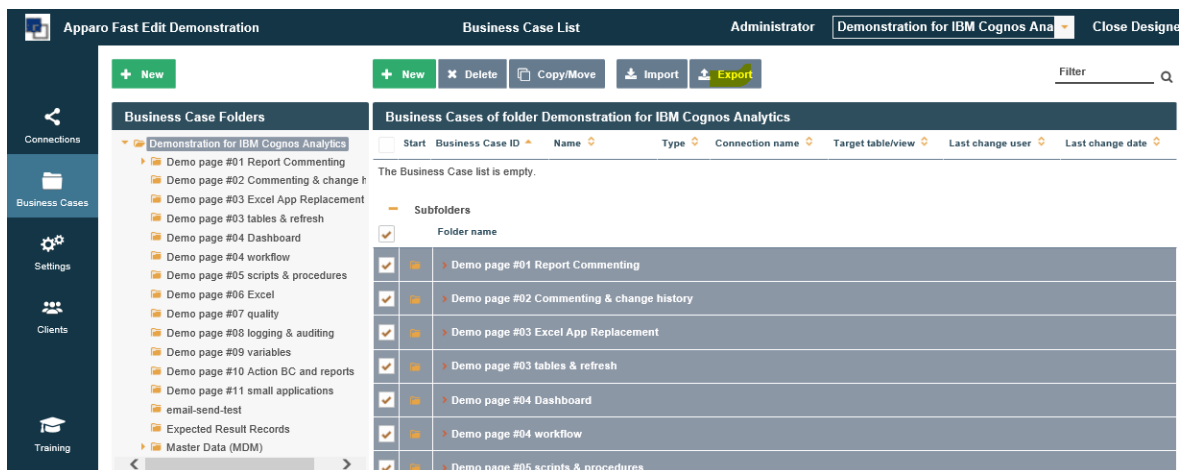 Apparo Fast Edit Demonstration Business Case List Administrator Demonstration for IBM Cognos Ana Close Designe
New
New Delete Copy/Move Import Export Filter
Connections
Business Cases
Settings
Clients
Training
Business Case Folders
Demonstration for IBM Cognos Analytics
Demo page #01 Report Commenting
Demo page #02 Commenting & change h
Demo page #03 Excel App Replacement
Demo page #03 tables & refresh
Demo page #04 Dashboard
Demo page #04 workflow
Demo page #05 scripts & procedures
Demo page #06 Excel
Demo page #07 quality
Demo page #08 logging & auditing
Demo page #09 variables
Demo page #10 Action BC and reports
Demo page #11 small applications
email-send-test
Expected Result Records
Master Data (MDM)
Business Cases of folder Demonstration for IBM Cognos Analytics
Start Business Case ID Name Type Connection name Target table/view Last change user Last change date
The Business Case list is empty.
Subfolders
Folder name
Demo page #01 Report Commenting
Demo page #02 Commenting & change history
Demo page #03 Excel App Replacement
Demo page #03 tables & refresh
Demo page #04 Dashboard
Demo page #04 workflow
Demo page #05 scripts & procedures